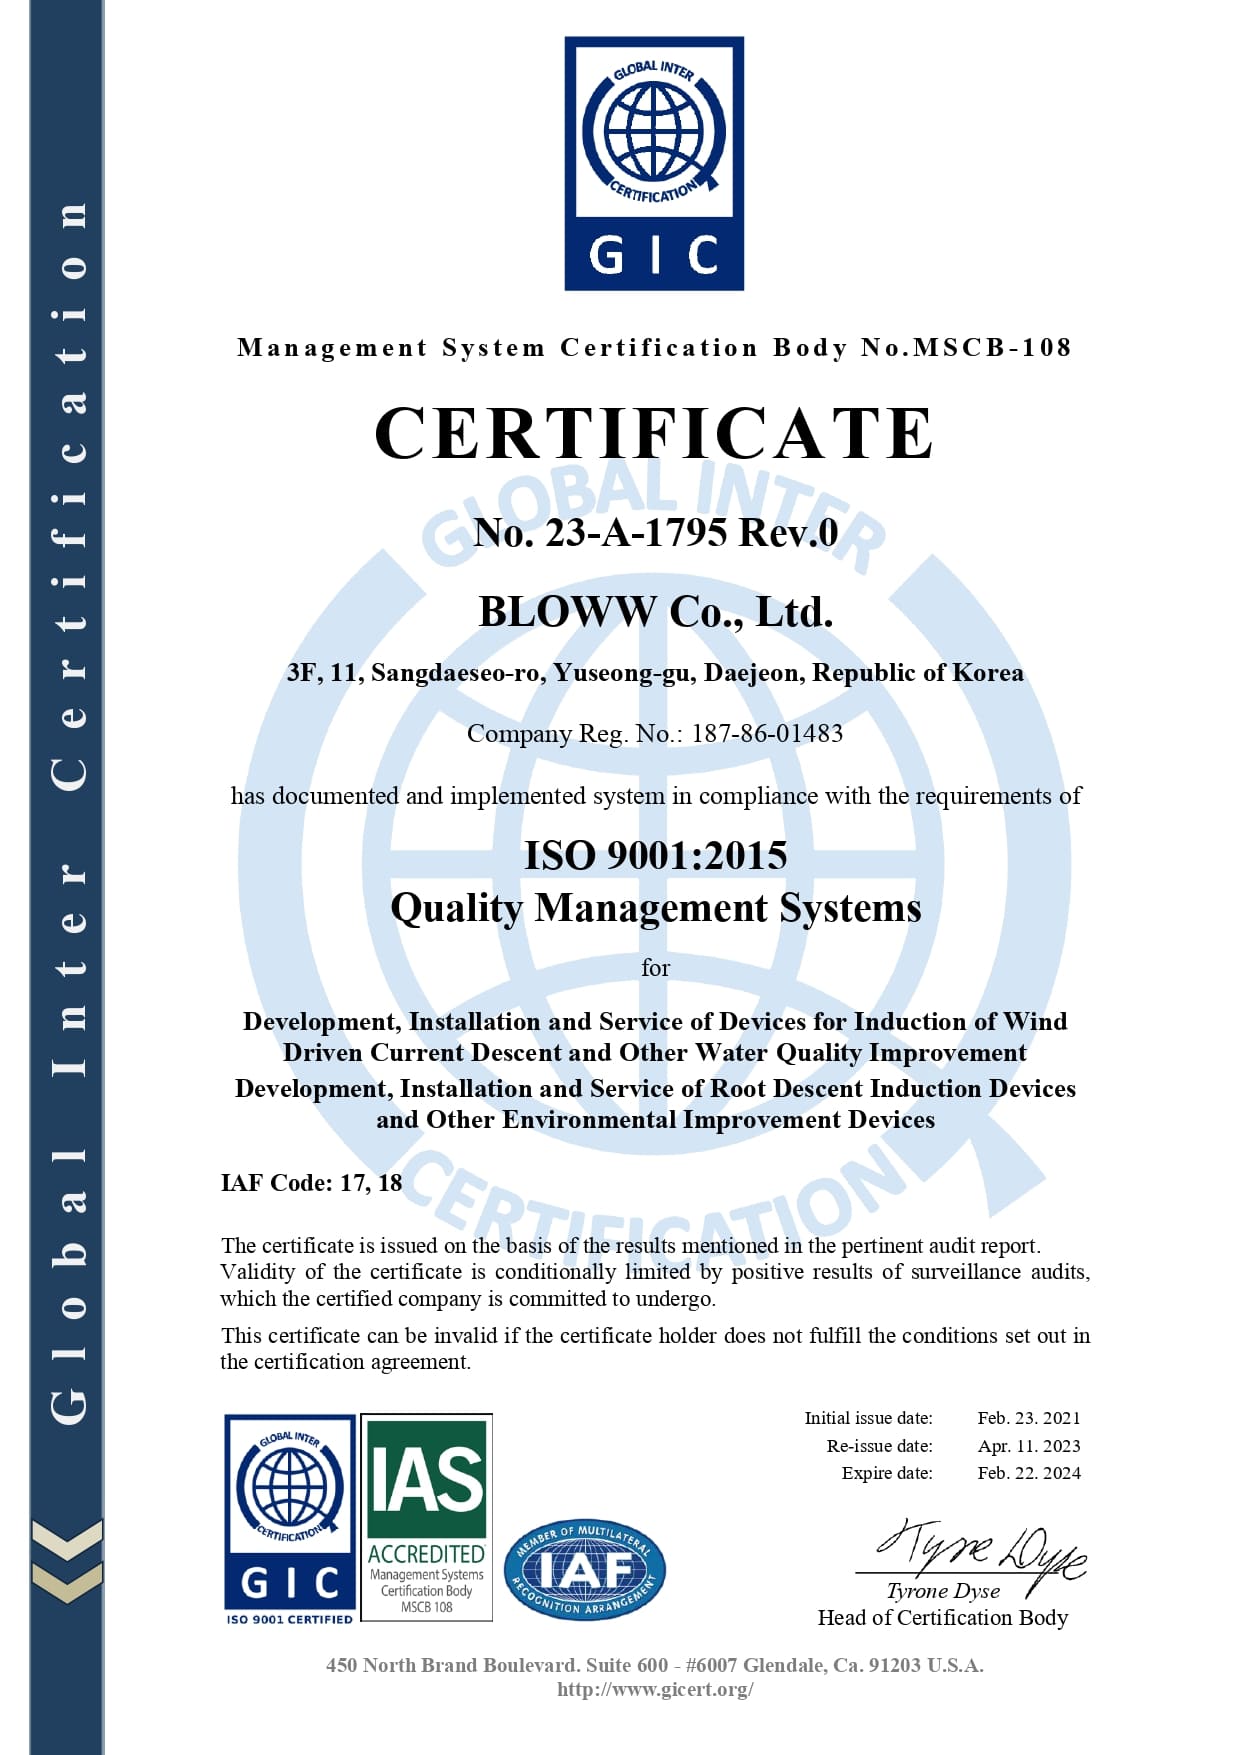 Global Inter Certification
GLOBAL INTER
CERTIFICATION
GIC
Management System Certification Body No.MSCB-108
CERTIFICATE
GLOBAL INTER
No. 23-A-1795 Rev.0
BLOWW Co., Ltd.
3F, 11, Sangdaeseo-ro, Yuseong-gu, Daejeon, Republic of Korea
Company Reg. No.: 187-86-01483
has documented and implemented system in compliance with the requirements of
ISO 9001:2015
Quality Management Systems
for
Development, Installation and Service of Devices for Induction of Wind
Driven Current Descent and Other Water Quality Improvement
Development, Installation and Service of Root Descent Induction Devices
and Other Environmental Improvement Devices
IAF Code: 17, 18
CERTIFICATION
The certificate is issued on the basis of the results mentioned in the pertinent audit report.
Validity of the certificate is conditionally limited by positive results of surveillance audits,
which the certified company is committed to undergo.
This certificate can be invalid if the certificate holder does not fulfill the conditions set out in
the certification agreement.
GLOBAL INTER
CERTIFICATION
GIC
ISO 9001 CERTIFIED
IAS
ACCREDITED
Management Systems
Certification Body
MSCB 108
MEMBER OF MULTILATERAL
IAF
RECOGNITION ARRANGEMENT
Initial issue date: Feb. 23. 2021
Re-issue date: Apr. 11. 2023
Expire date: Feb. 22. 2024
Tyrone Dyse
Tyrone Dyse
Head of Certification Body
450 North Brand Boulevard. Suite 600 - #6007 Glendale, Ca. 91203 U.S.A.
http://www.gicert.org/